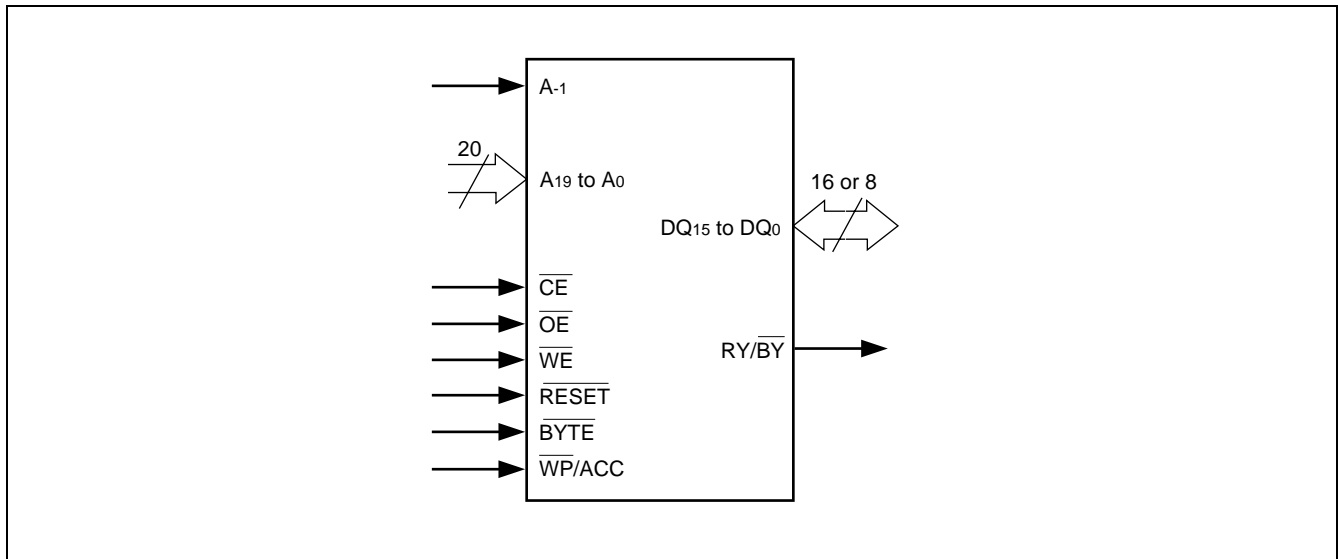 A-1
20
A19 to A0
16 or 8
DQ15 to DQ0
CE
OE
WE
RY/BY
RESET
BYTE
WP/ACC